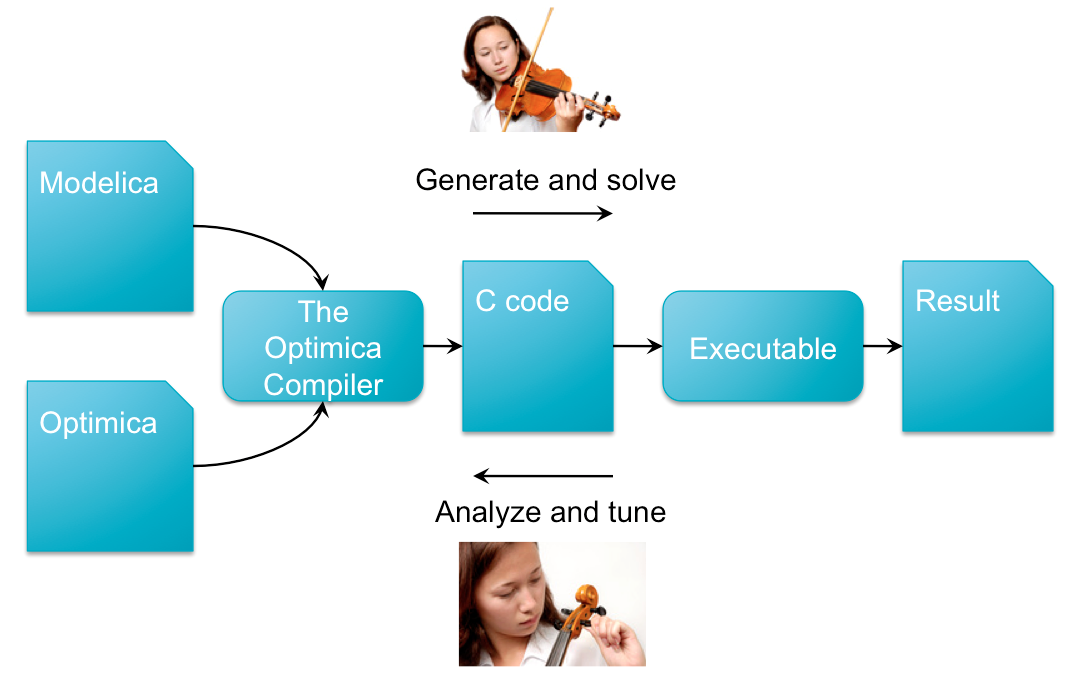 Generate and solve
Modelica
The
Optimica
Compiler
C code
Executable
Result
Optimica
Analyze and tune